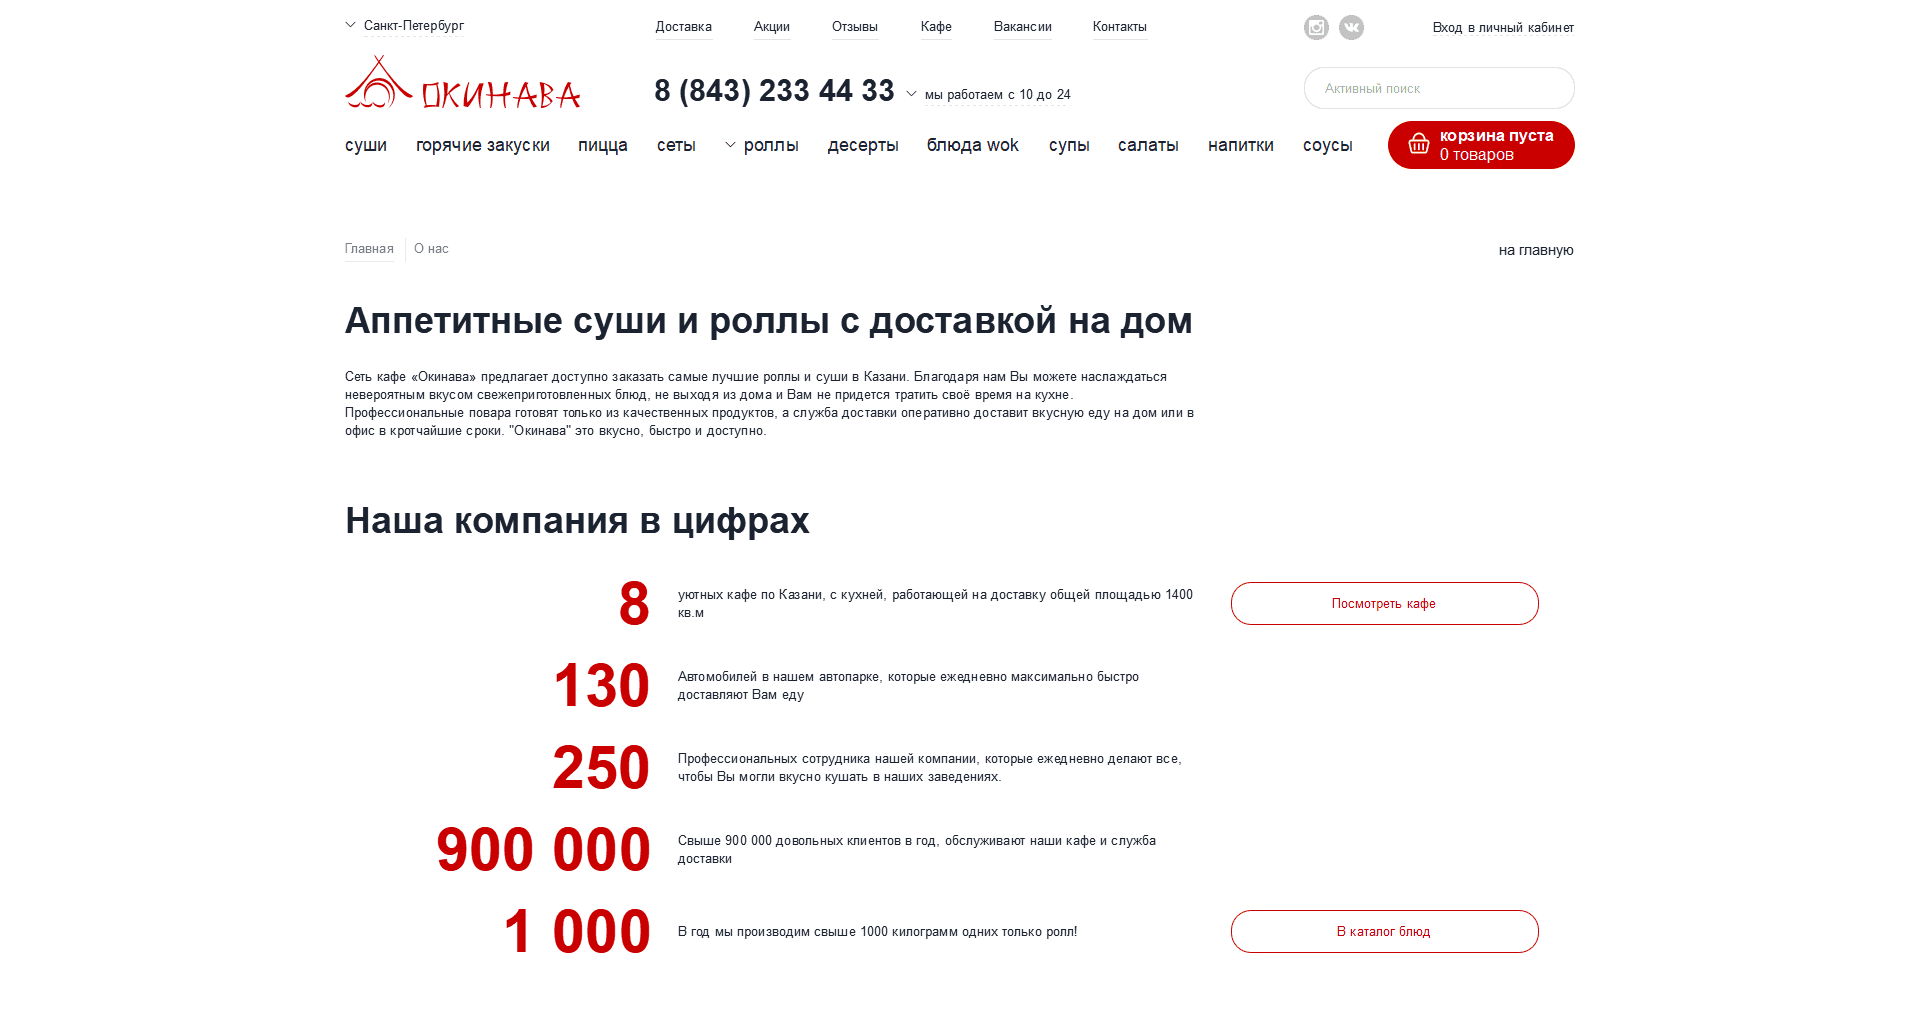 Санкт-Петербург
Доставка Акции Отзывы Кафе Вакансии Контакты
Вход в личный кабинет
ОКИНАВА
8 (843) 233 44 33 мы работаем с 10 до 24
Активный поиск
суши горячие закуски пицца сеты роллы десерты блюда wok супы салаты напитки соусы
корзина пуста
0 товаров
Главная О нас
на главную
Аппетитные суши и роллы с доставкой на дом
Сеть кафе «Окинава» предлагает доступно заказать самые лучшие роллы и суши в Казани. Благодаря нам Вы можете наслаждаться
невероятным вкусом свежеприготовленных блюд, не выходя из дома и Вам не придется тратить своё время на кухне.
Профессиональные повара готовят только из качественных продуктов, а служба доставки оперативно доставит вкусную еду на дом или в
офис в кротчайшие сроки. "Окинава" это вкусно, быстро и доступно.
Наша компания в цифрах
8
уютных кафе по Казани, с кухней, работающей на доставку общей площадью 1400
кв.м
Посмотреть кафе
130
Автомобилей в нашем автопарке, которые ежедневно максимально быстро
доставляют Вам еду
250
Профессиональных сотрудника нашей компании, которые ежедневно делают все,
чтобы Вы могли вкусно кушать в наших заведениях.
900 000
Свыше 900 000 довольных клиентов в год, обслуживают наши кафе и служба
доставки
1 000
В год мы производим свыше 1000 килограмм одних только ролл!
В каталог блюд